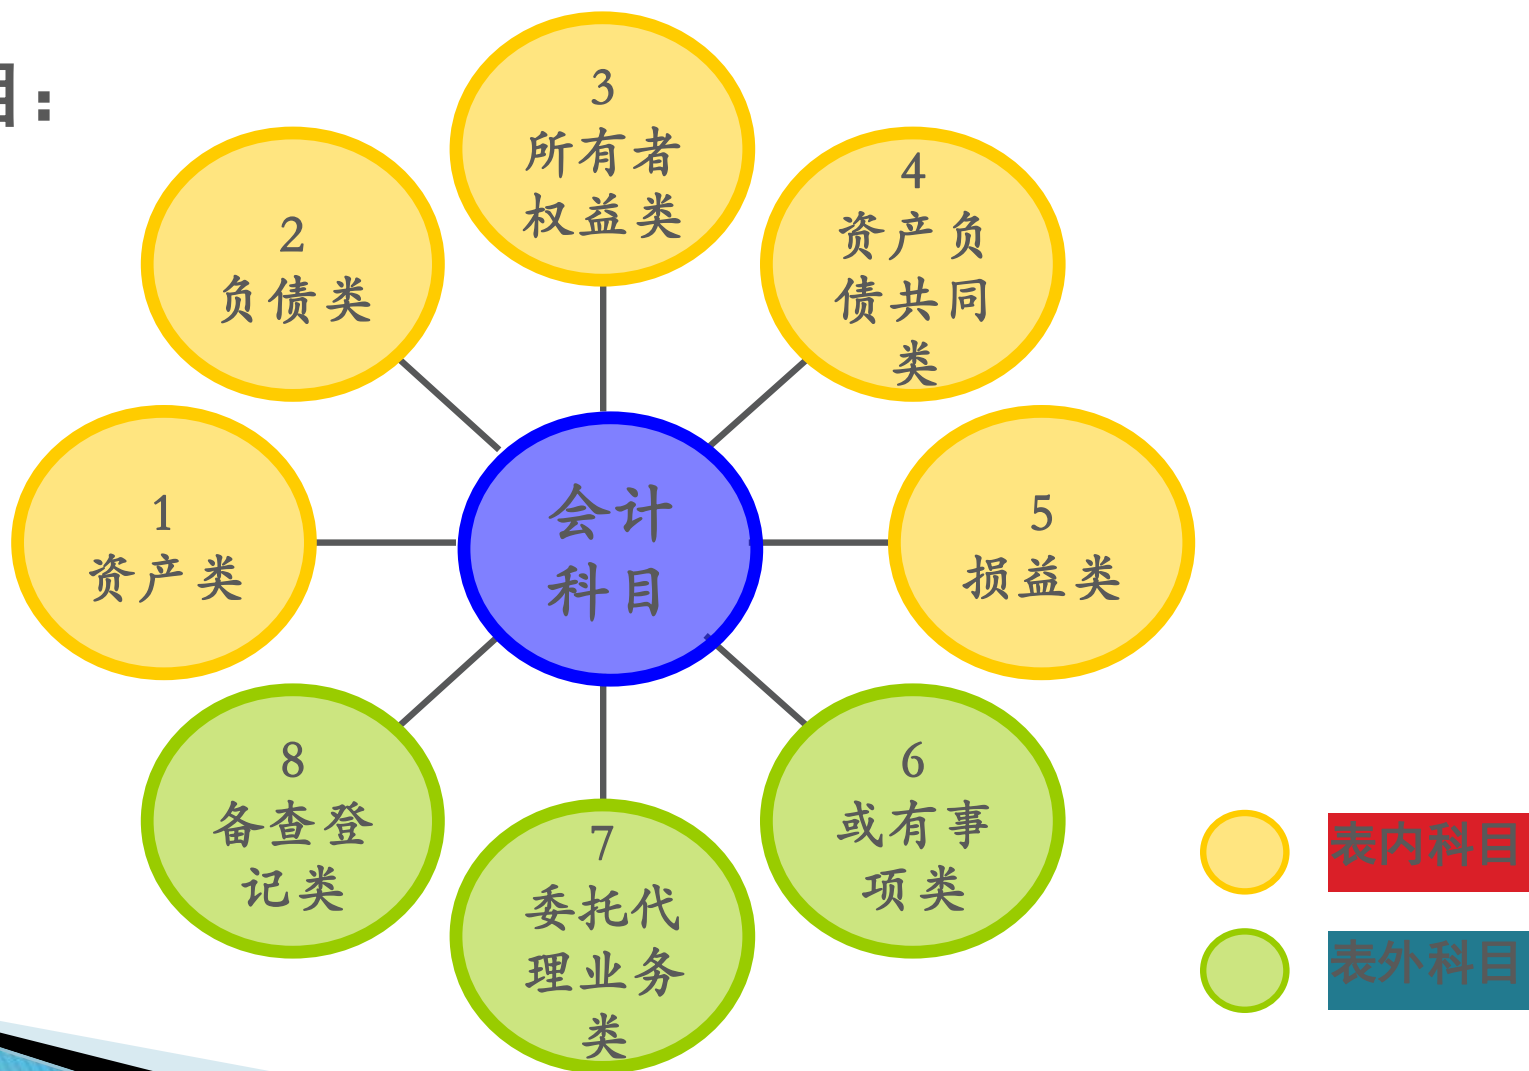 目：
3
所有者
权益类
2
负债类
4
资产负
债共同
类
1
资产类
会计
科目
5
损益类
8
备查登
记类
7
委托代
理业务
类
6
或有事
项类
表内科目
表外科目